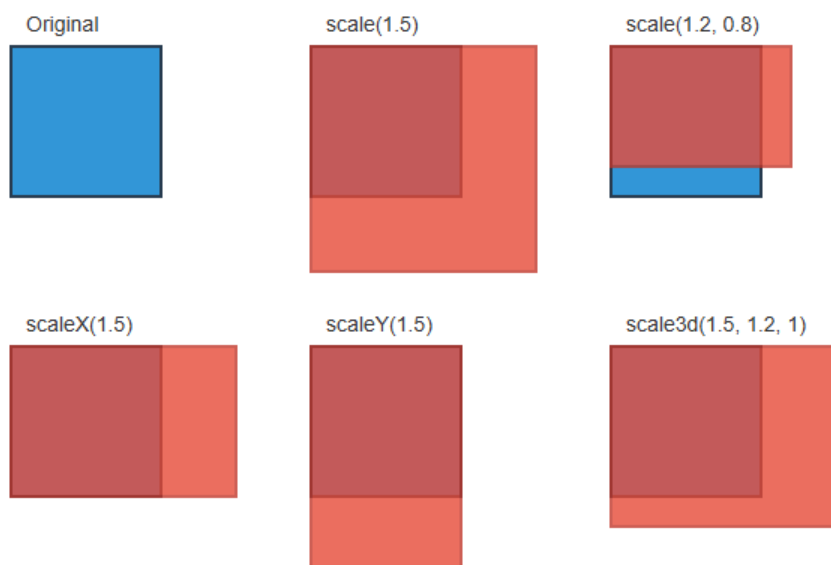 Original
scale(1.5)
scale(1.2, 0.8)
scaleX(1.5)
scaleY(1.5)
scale3d(1.5, 1.2, 1)